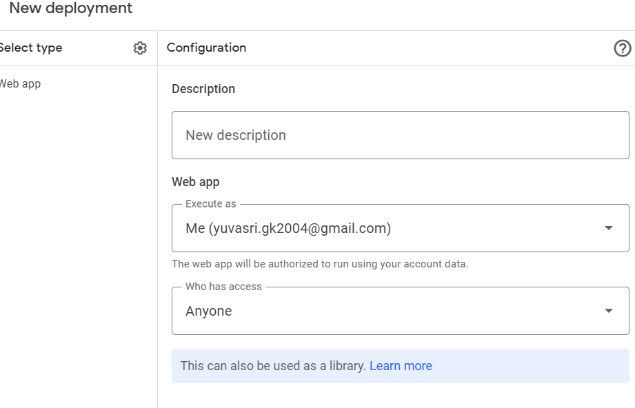 New deployment
Select type
Configuration
Web app
Description
New description
Web app
Execute as
Me (yuvasri.gk2004@gmail.com)
The web app will be authorized to run using your account data.
Who has access
Anyone
This can also be used as a library. Learn more